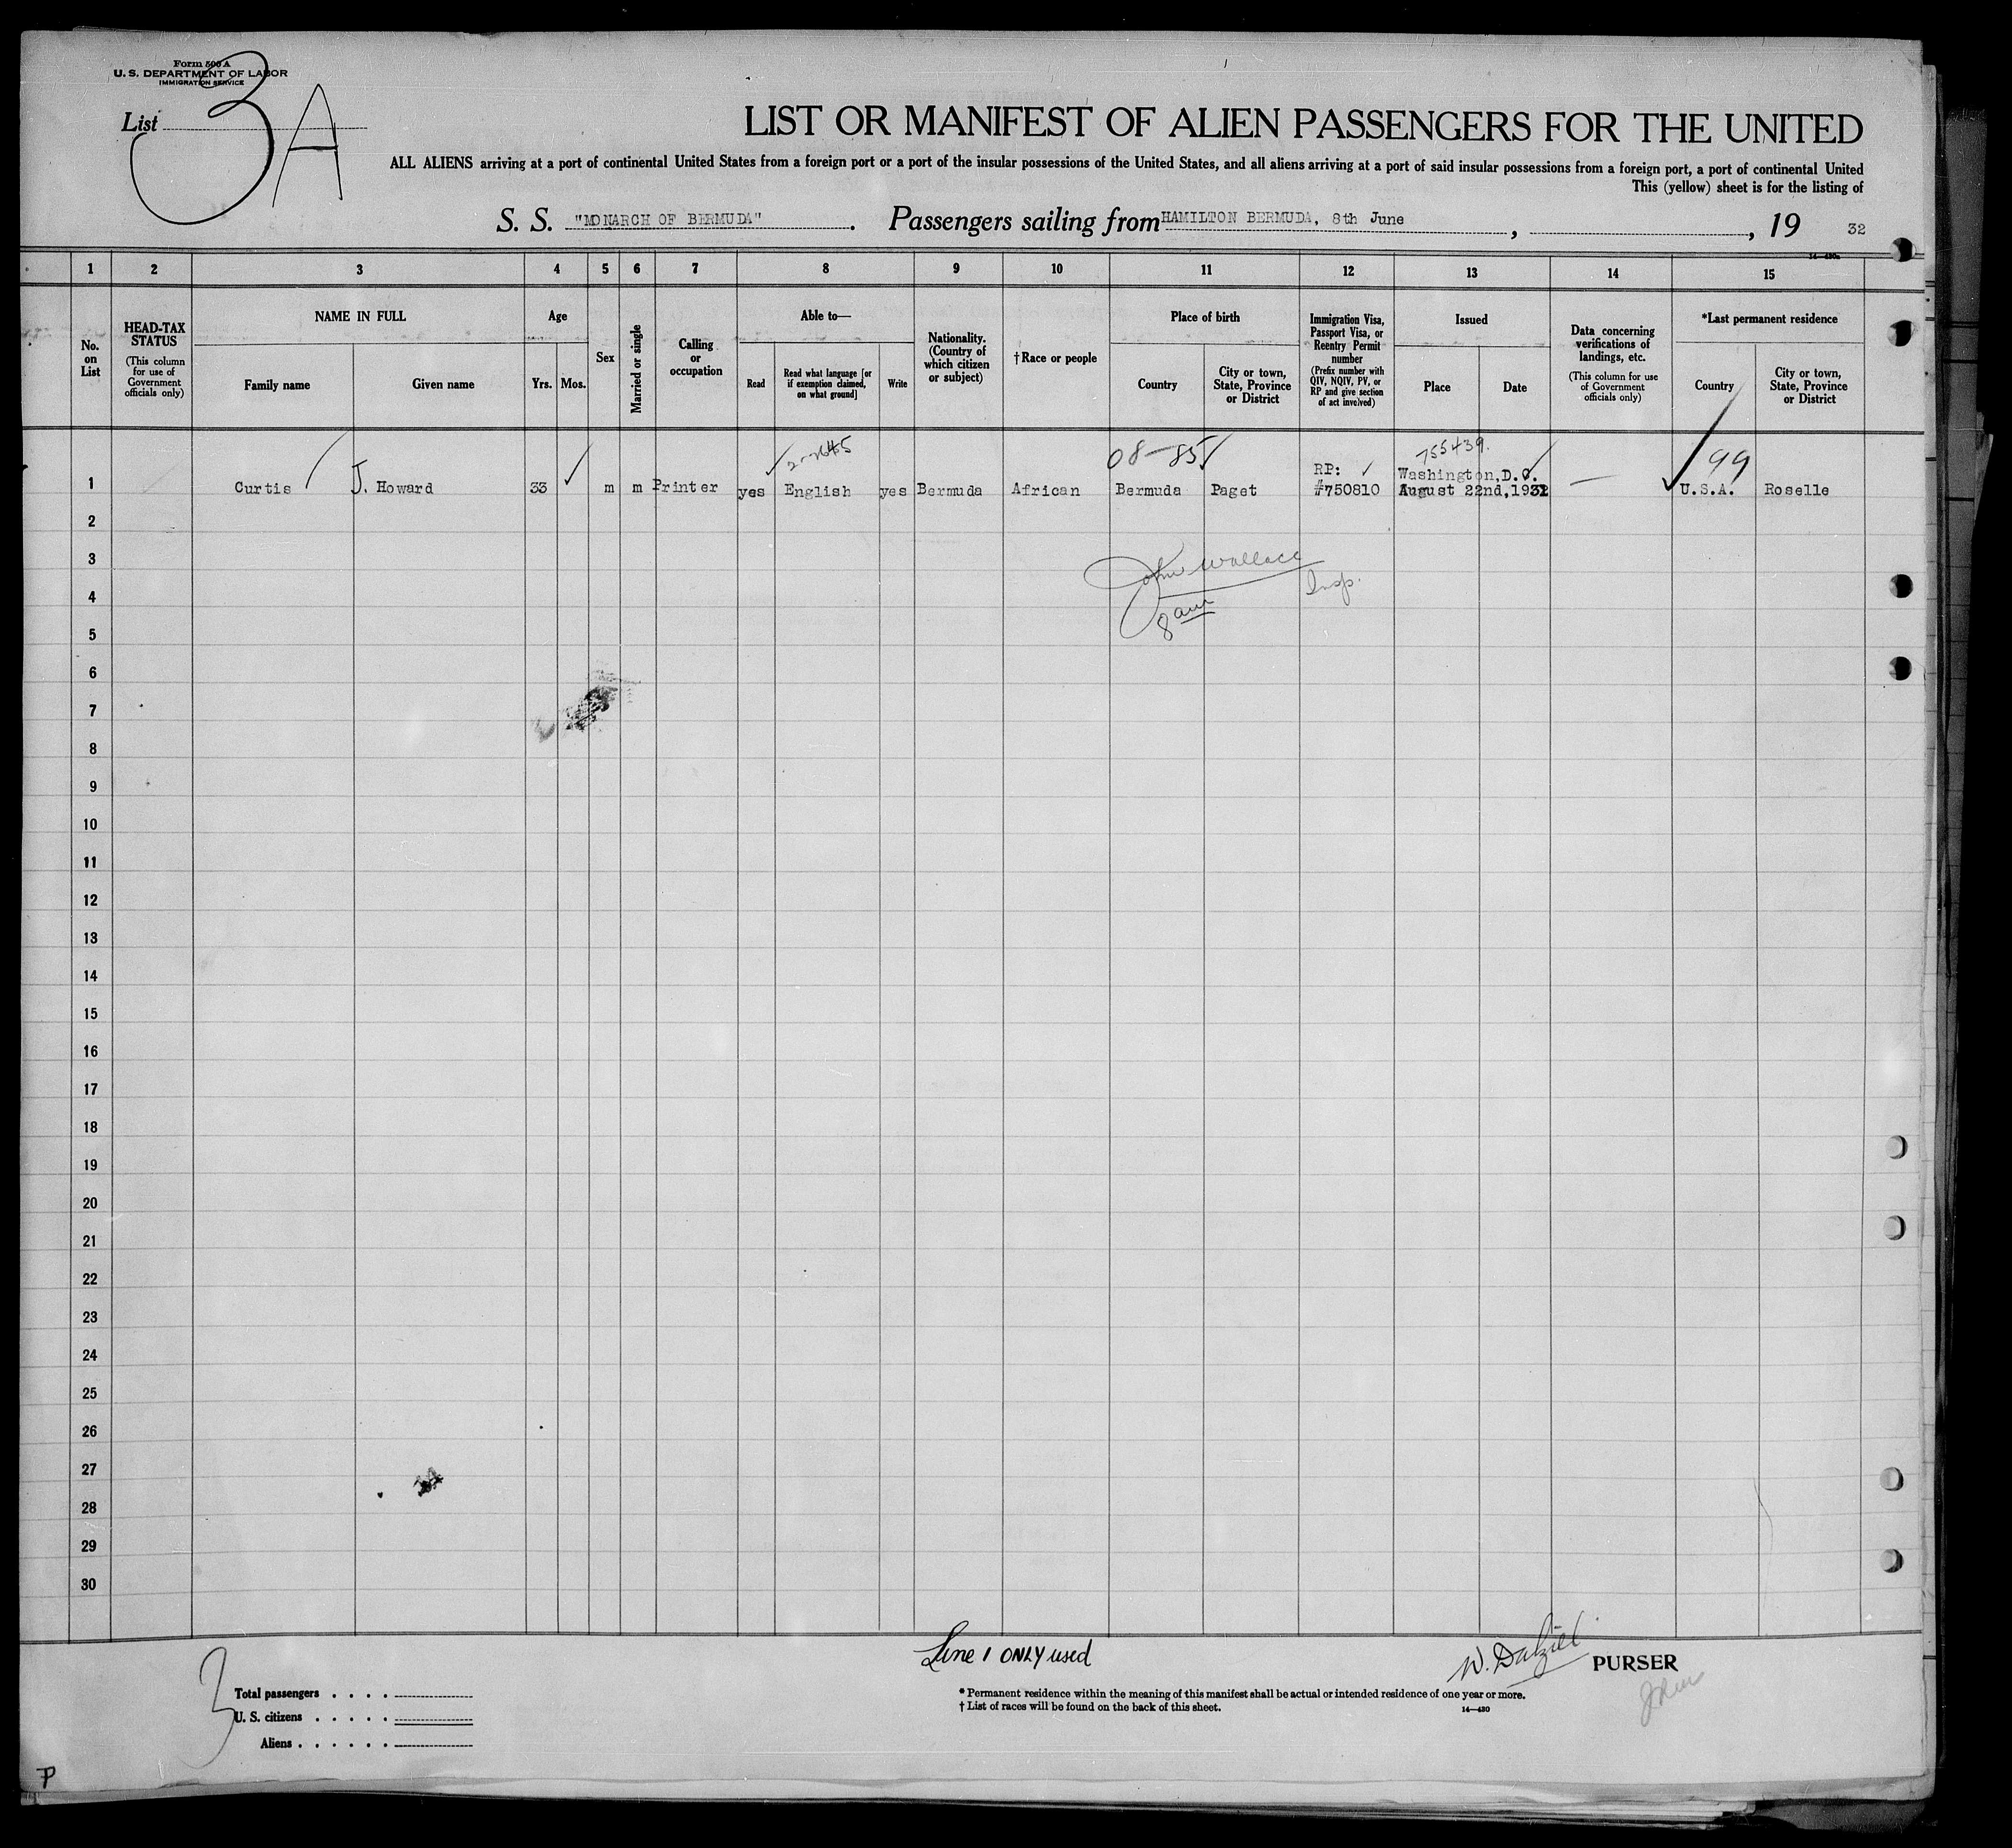 Form 500 A
U. S. DEPARTMENT OF LABOR
IMMIGRATION SERVICE
List 3A
LIST OR MANIFEST OF ALIEN PASSENGERS FOR THE UNITED
ALL ALIENS arriving at a port of continental United States from a foreign port or a port of the insular possessions of the United States, and all aliens arriving at a port of said insular possessions from a foreign port, a port of continental United
This (yellow) sheet is for the listing of
S. S. "MONARCH OF BERMUDA". Passengers sailing from HAMILTON BERMUDA, 8th June, , 19 32
1 2 3 4 5 6 7 8 9 10 11 12 13 14 15
No. on List
HEAD-TAX STATUS (This column for use of Government officials only)
NAME IN FULL
Family name
Given name
Age
Yrs. Mos.
Sex
Married or single
Calling or occupation
Able to—
Read
Read what language [or if exemption claimed, on what ground]
Write
Nationality. (Country of which citizen or subject)
† Race or people
Place of birth
Country
City or town, State, Province or District
Immigration Visa, Passport Visa, or Reentry Permit number (Prefix number with QIV, NQIV, PV, or RP and give section of act involved)
Issued
Place
Date
Data concerning verifications of landings, etc. (This column for use of Government officials only)
*Last permanent residence
Country
City or town, State, Province or District
08-85 755439. 99
RP: Washington, D.C.
1 Curtis J. Howard 33 m m Printer yes English yes Bermuda African Bermuda Paget #750810 August 22nd, 1931 — U.S.A. Roselle
2
3
John Wallace
4
Insp.
5
8 am
6
7
8
9
10
11
12
13
14
15
16
17
18
19
20
21
22
23
24
25
26
27
28
29
30
Line 1 ONLY used
W. Dalziel PURSER
3
Total passengers
U. S. citizens
Aliens
* Permanent residence within the meaning of this manifest shall be actual or intended residence of one year or more.
† List of races will be found on the back of this sheet.
14—430
P